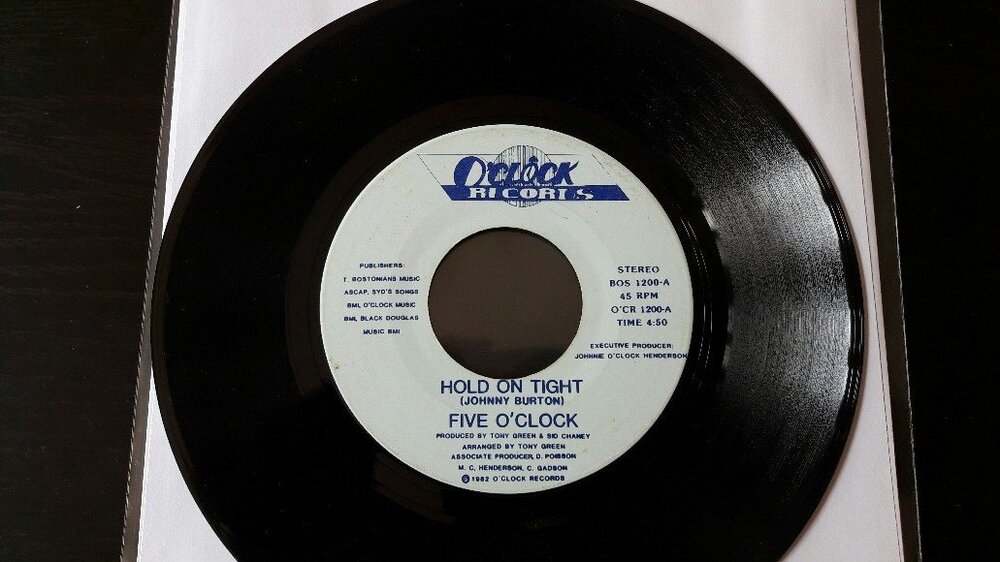 O'CLOCK
RECORDS
PUBLISHERS:
T. BOSTONIANS MUSIC
ASCAP, SYD'S SONGS
BMI, O'CLOCK MUSIC
BMI, BLACK DOUGLAS
MUSIC BMI
STEREO
BOS 1200-A
45 RPM
O'CR 1200-A
TIME 4:50
EXECUTIVE PRODUCER:
JOHNNIE O'CLOCK HENDERSON
HOLD ON TIGHT
(JOHNNY BURTON)
FIVE O'CLOCK
PRODUCED BY TONY GREEN & SID CHANEY
ARRANGED BY TONY GREEN
ASSOCIATE PRODUCER, D. POISSON
M. C. HENDERSON, C. GADSON
℗ 1982 O'CLOCK RECORDS